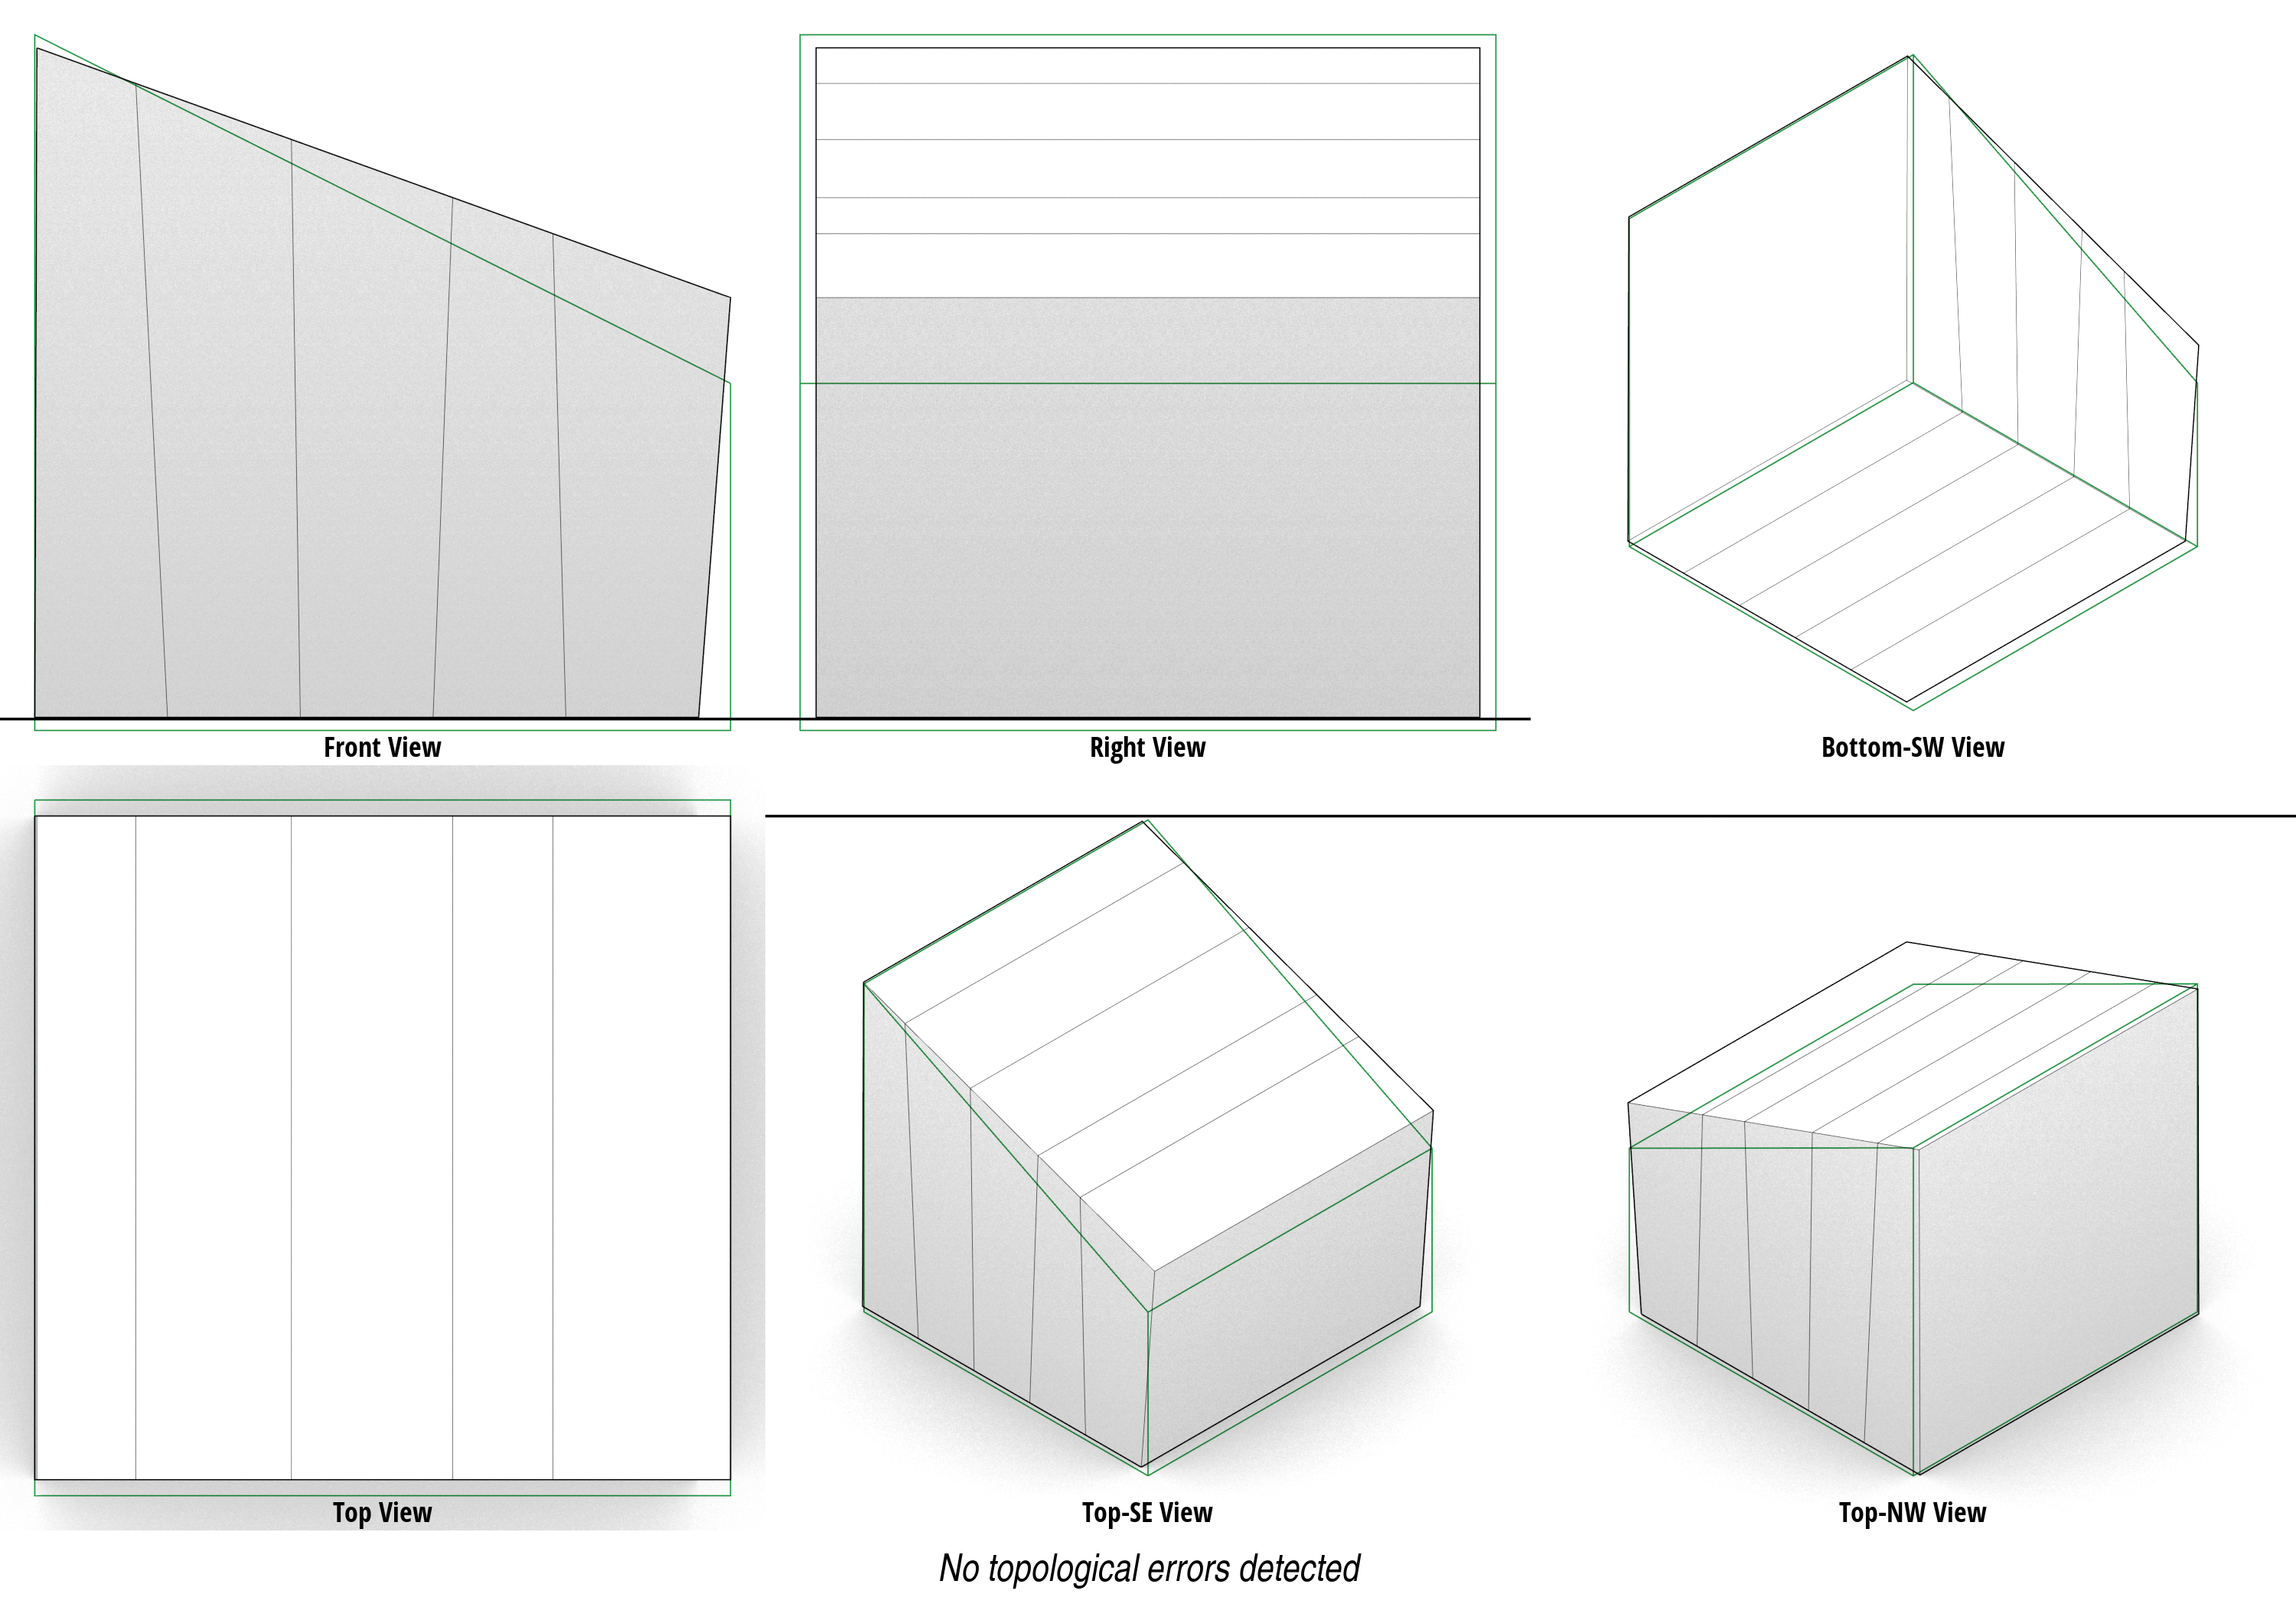 Front View
Right View
Bottom-SW View
Top View
Top-SE View
Top-NW View
No topological errors detected